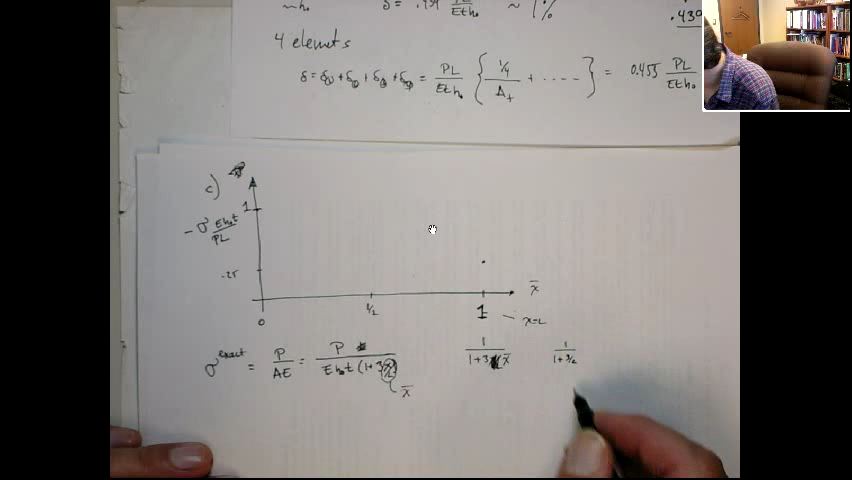 δ = .454 PL/Eth₀ ~ 1%
.430
4 elements
δ = δ① + δ② + δ③ + δ④ = PL/Eth₀ { 1/4 / A₁ + ---- } = 0.455 PL/Eth₀
c)
1
- σ Eh₀t/PL
.25
0 1/2 1 x̄
x=L
σ^exact = P/AE = P / Eh₀t (1+3 x/L) 1/1+3x̄ 1/1+3/2
x̄